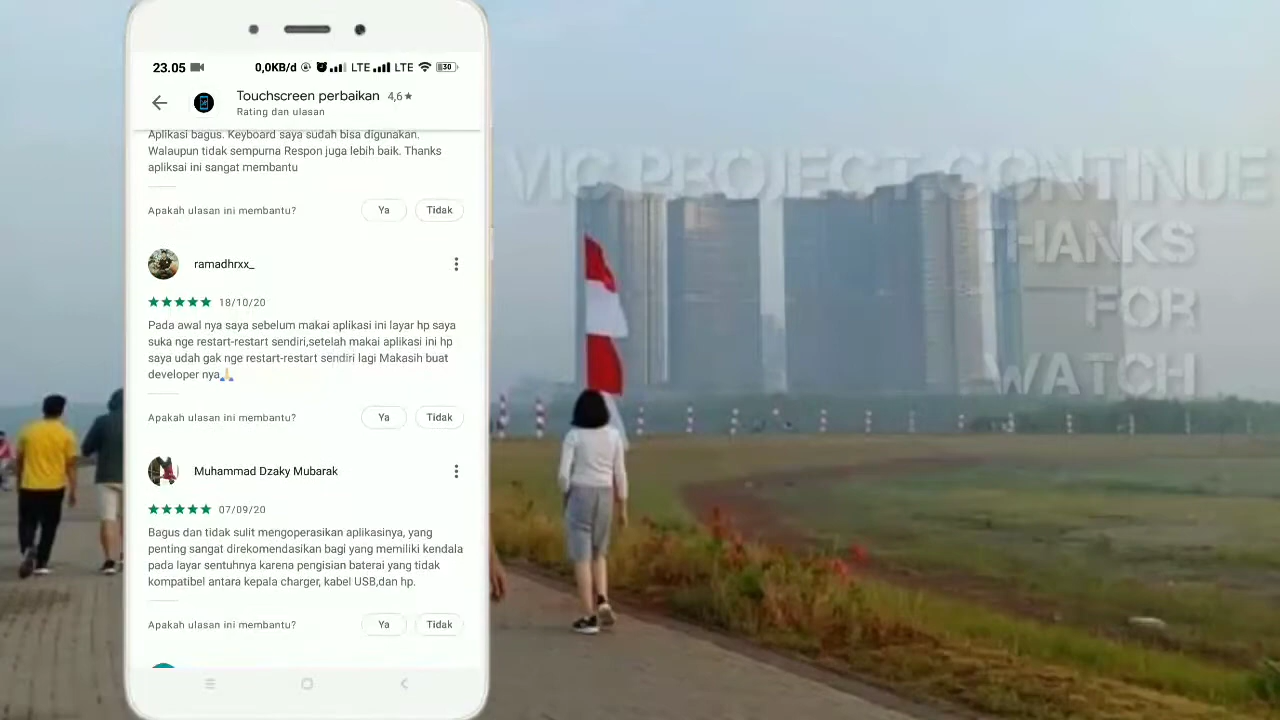 23.05
0,0KB/d LTE LTE 30
Touchscreen perbaikan 4,6★
Rating dan ulasan
Aplikasi bagus. Keyboard saya sudah bisa digunakan.
Walaupun tidak sempurna Respon juga lebih baik. Thanks
apliksai ini sangat membantu
Apakah ulasan ini membantu? Ya Tidak
ramadhrxx_
★★★★★ 18/10/20
Pada awal nya saya sebelum makai aplikasi ini layar hp saya
suka nge restart-restart sendiri,setelah makai aplikasi ini hp
saya udah gak nge restart-restart sendiri lagi Makasih buat
developer nya🙏
Apakah ulasan ini membantu? Ya Tidak
Muhammad Dzaky Mubarak
★★★★★ 07/09/20
Bagus dan tidak sulit mengoperasikan aplikasinya, yang
penting sangat direkomendasikan bagi yang memiliki kendala
pada layar sentuhnya karena pengisian baterai yang tidak
kompatibel antara kepala charger, kabel USB,dan hp.
Apakah ulasan ini membantu? Ya Tidak
VIC PROJECT.CONTINUE
THANKS
FOR
WATCH